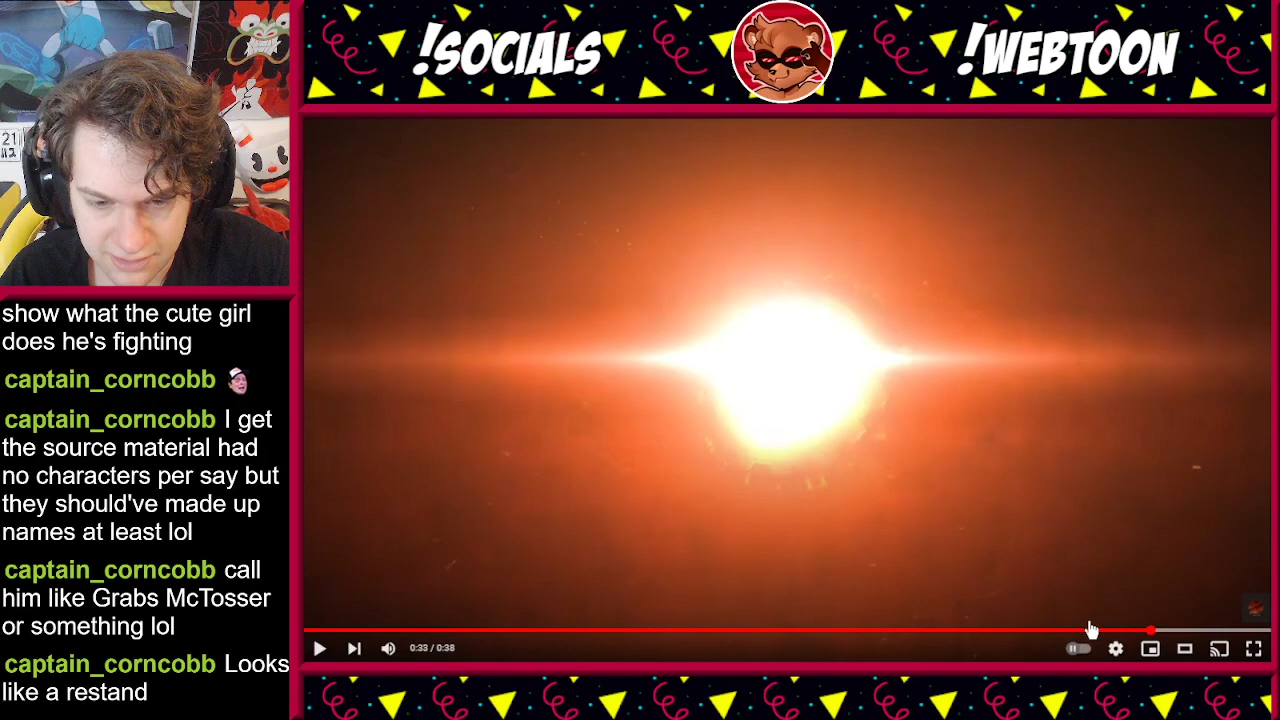 !SOCIALS
!WEBTOON
21
show what the cute girl
does he's fighting
captain_corncobb
captain_corncobb I get
the source material had
no characters per say but
they should've made up
names at least lol
captain_corncobb call
him like Grabs McTosser
or something lol
captain_corncobb Looks
like a restand
0:33 / 0:38